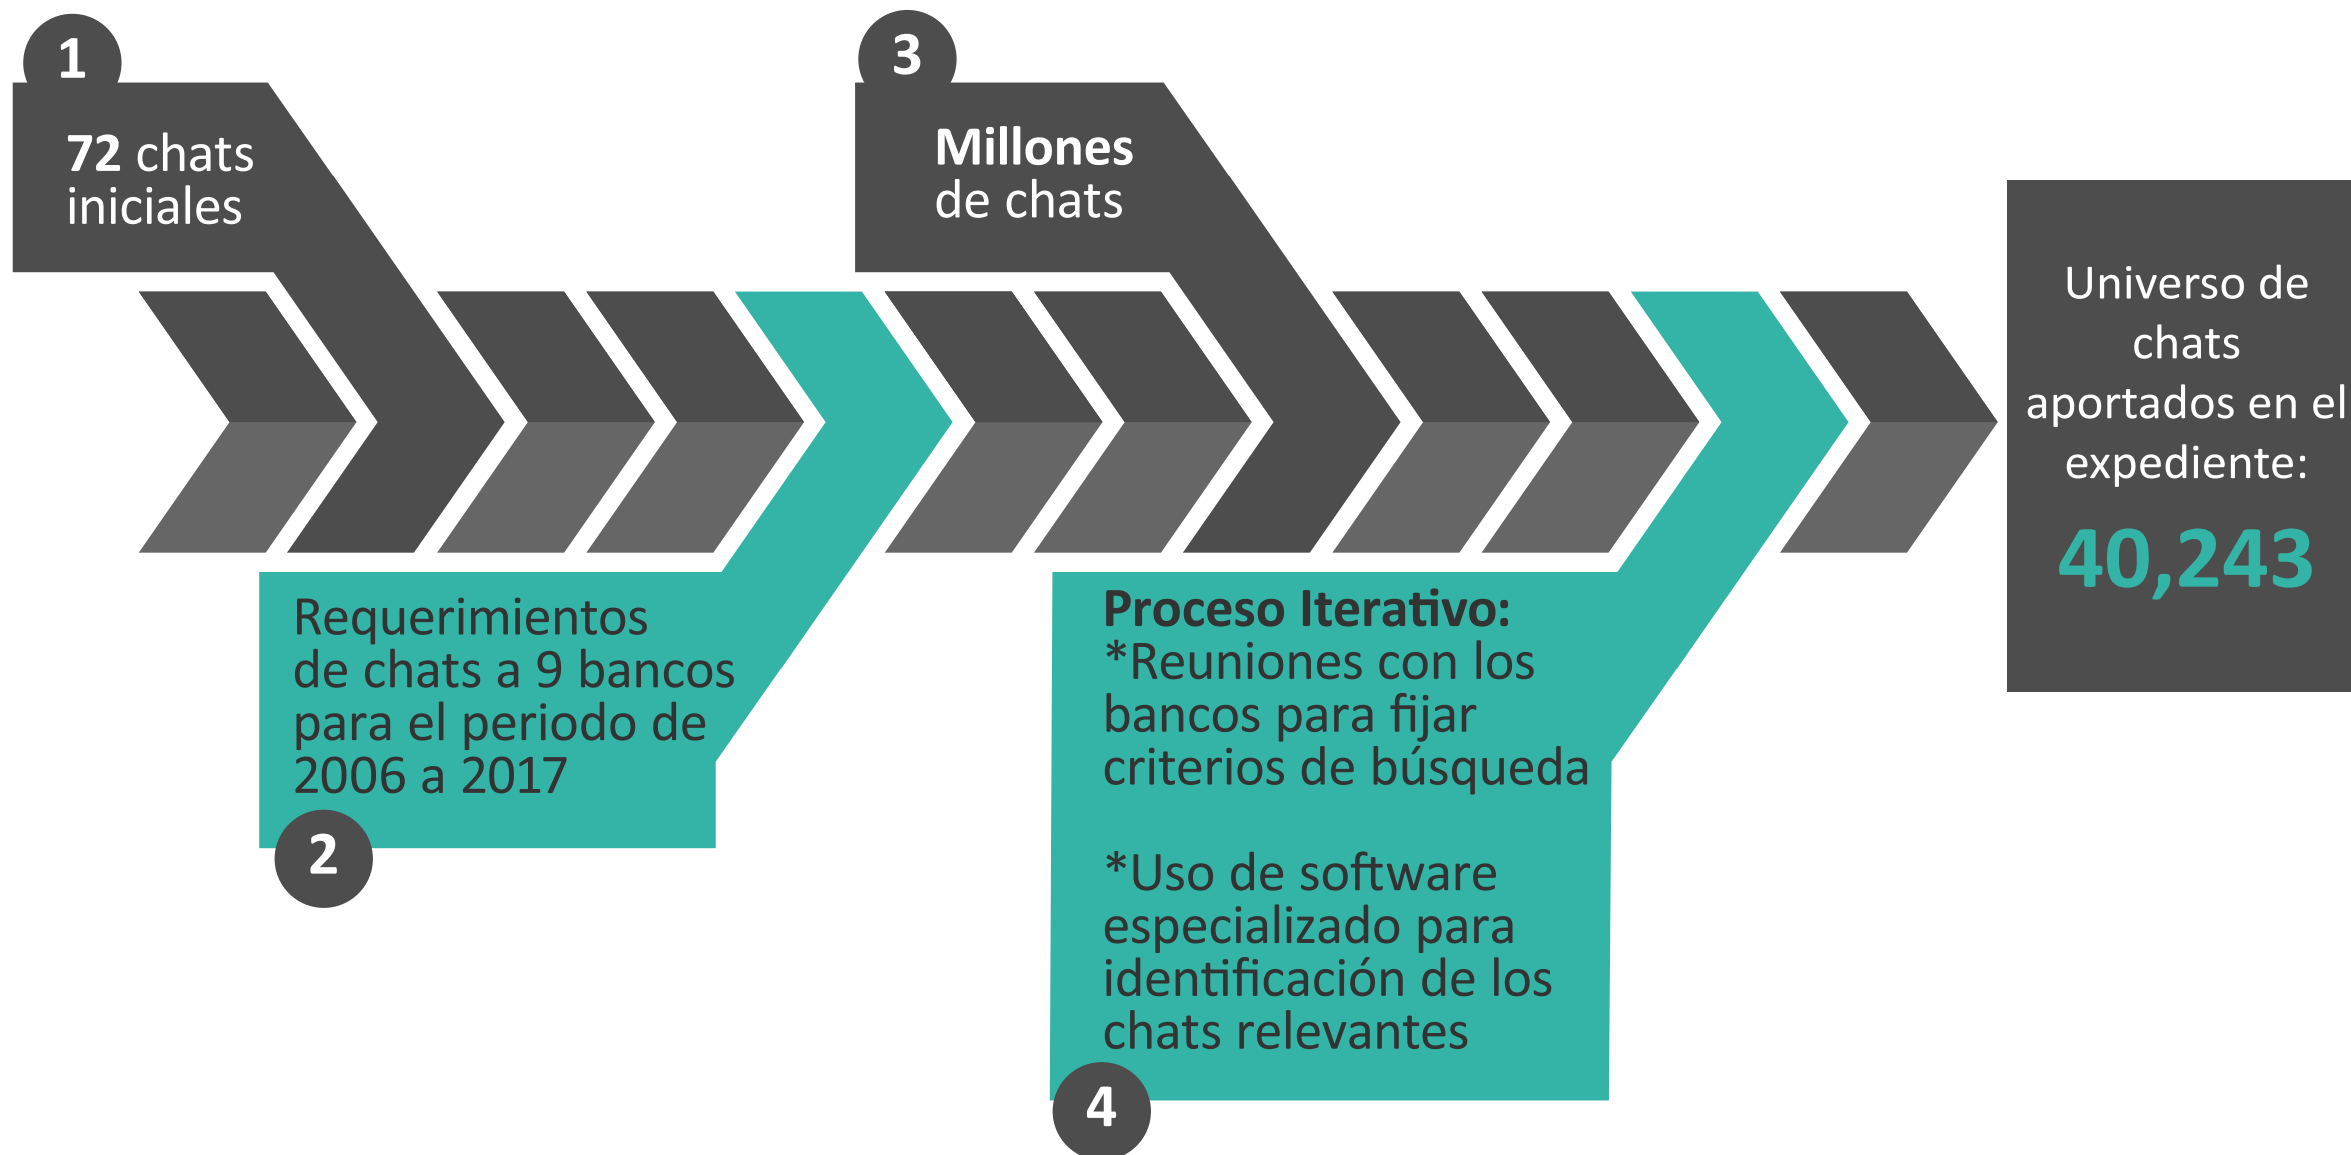 1
72 chats
iniciales
2
Requerimientos
de chats a 9 bancos
para el periodo de
2006 a 2017
3
Millones
de chats
4
Proceso Iterativo:
*Reuniones con los
bancos para fijar
criterios de búsqueda
*Uso de software
especializado para
identificación de los
chats relevantes
Universo de
chats
aportados en el
expediente:
40,243